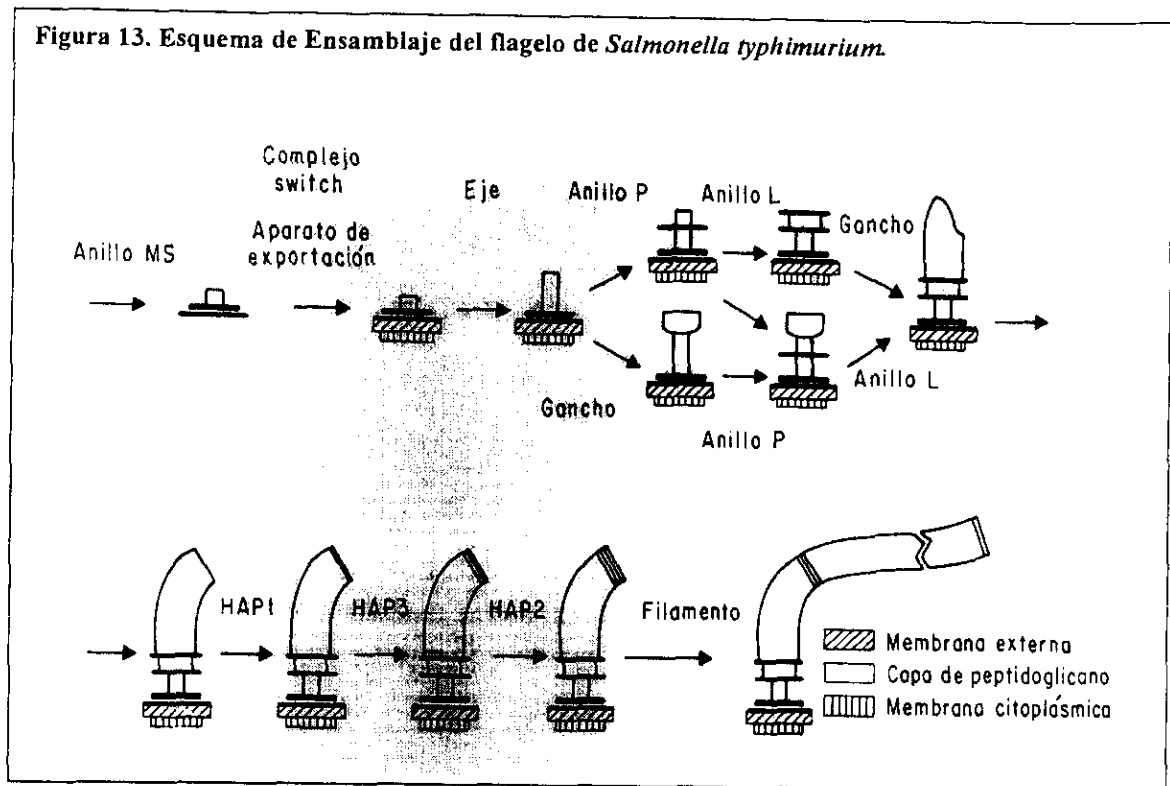 Figura 13. Esquema de Ensamblaje del flagelo de Salmonella typhimurium.
Anillo MS
Complejo
switch
Aparato de
exportación
Eje
Anillo P
Anillo L
Gancho
Gancho
Anillo P
Anillo L
HAP1
HAP3
HAP2
Filamento
Membrana externa
Capa de peptidoglicano
Membrana citoplásmica